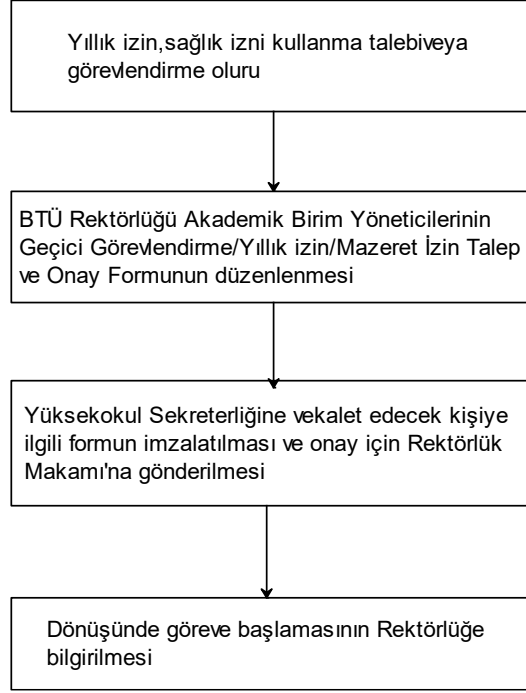 Yıllık izin,sağlık izni kullanma talebiveya
görevlendirme oluru
BTÜ Rektörlüğü Akademik Birim Yöneticilerinin
Geçici Görevlendirme/Yıllık izin/Mazeret İzin Talep
ve Onay Formunun düzenlenmesi
Yüksekokul Sekreterliğine vekalet edecek kişiye
ilgili formun imzalatılması ve onay için Rektörlük
Makamı'na gönderilmesi
Dönüşünde göreve başlamasının Rektörlüğe
bilgirilmesi